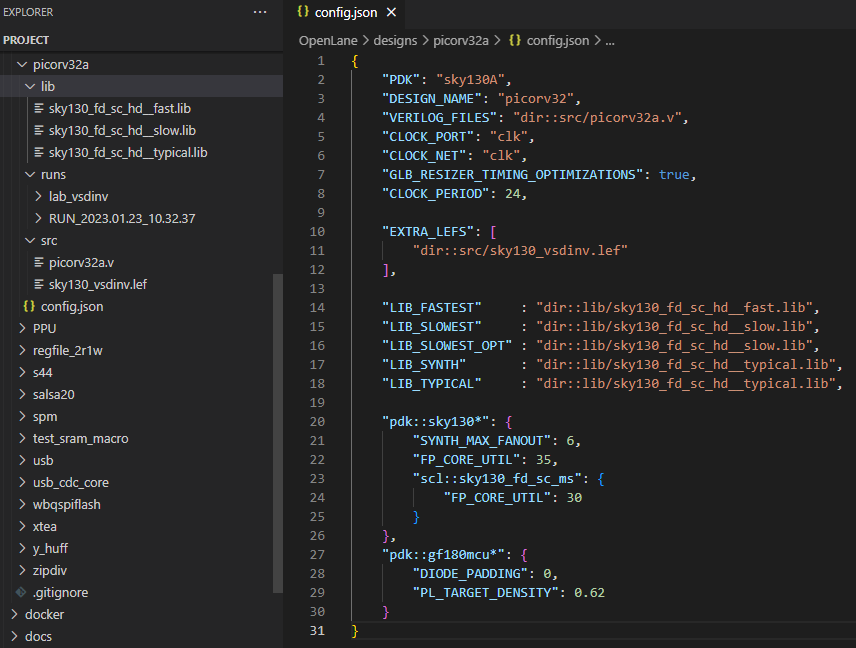 EXPLORER
PROJECT
picorv32a
lib
sky130_fd_sc_hd__fast.lib
sky130_fd_sc_hd__slow.lib
sky130_fd_sc_hd__typical.lib
runs
lab_vsdinv
RUN_2023.01.23_10.32.37
src
picorv32a.v
sky130_vsdinv.lef
{} config.json
PPU
regfile_2r1w
s44
salsa20
spm
test_sram_macro
usb
usb_cdc_core
wbqspiflash
xtea
y_huff
zipdiv
.gitignore
docker
docs
{} config.json
OpenLane > designs > picorv32a > {} config.json > ...
1 {
2 "PDK": "sky130A",
3 "DESIGN_NAME": "picorv32",
4 "VERILOG_FILES": "dir::src/picorv32a.v",
5 "CLOCK_PORT": "clk",
6 "CLOCK_NET": "clk",
7 "GLB_RESIZER_TIMING_OPTIMIZATIONS": true,
8 "CLOCK_PERIOD": 24,
9
10 "EXTRA_LEFS": [
11 "dir::src/sky130_vsdinv.lef"
12 ],
13
14 "LIB_FASTEST" : "dir::lib/sky130_fd_sc_hd__fast.lib",
15 "LIB_SLOWEST" : "dir::lib/sky130_fd_sc_hd__slow.lib",
16 "LIB_SLOWEST_OPT" : "dir::lib/sky130_fd_sc_hd__slow.lib",
17 "LIB_SYNTH" : "dir::lib/sky130_fd_sc_hd__typical.lib",
18 "LIB_TYPICAL" : "dir::lib/sky130_fd_sc_hd__typical.lib",
19
20 "pdk::sky130*": {
21 "SYNTH_MAX_FANOUT": 6,
22 "FP_CORE_UTIL": 35,
23 "scl::sky130_fd_sc_ms": {
24 "FP_CORE_UTIL": 30
25 }
26 },
27 "pdk::gf180mcu*": {
28 "DIODE_PADDING": 0,
29 "PL_TARGET_DENSITY": 0.62
30 }
31 }